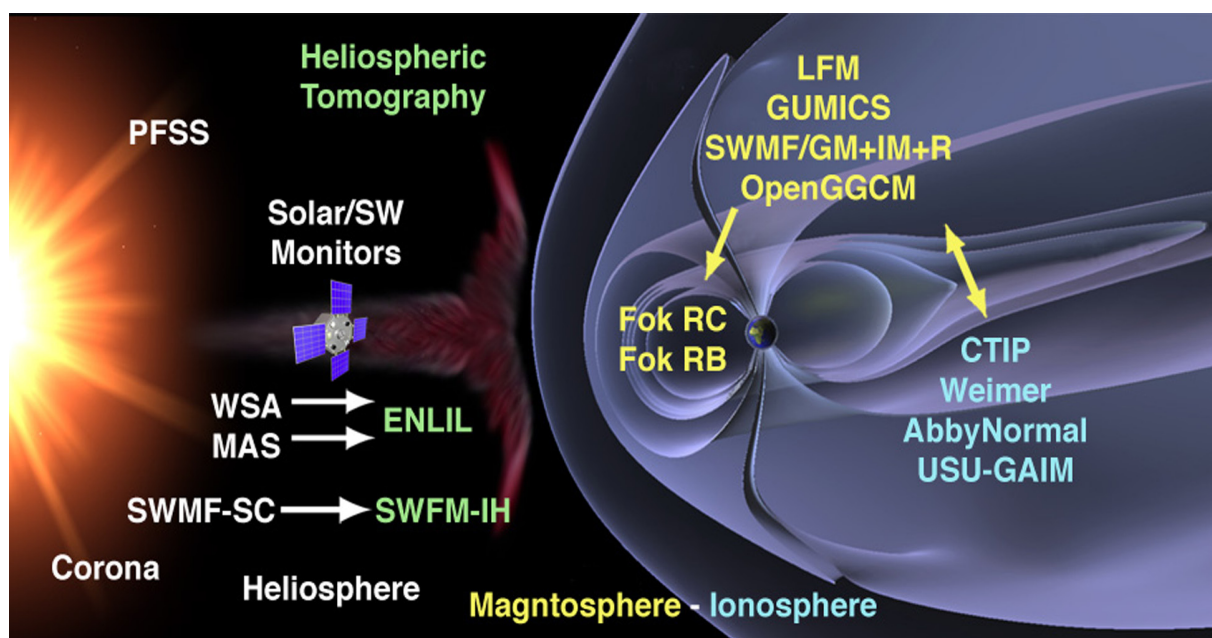 Heliospheric
Tomography
PFSS
Solar/SW
Monitors
WSA
MAS
ENLIL
SWMF-SC
SWFM-IH
Corona
Heliosphere
LFM
GUMICS
SWMF/GM+IM+R
OpenGGCM
Fok RC
Fok RB
CTIP
Weimer
AbbyNormal
USU-GAIM
Magntosphere - Ionosphere